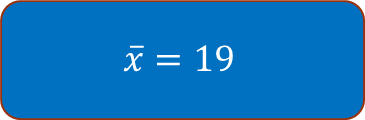 x̄ = 19